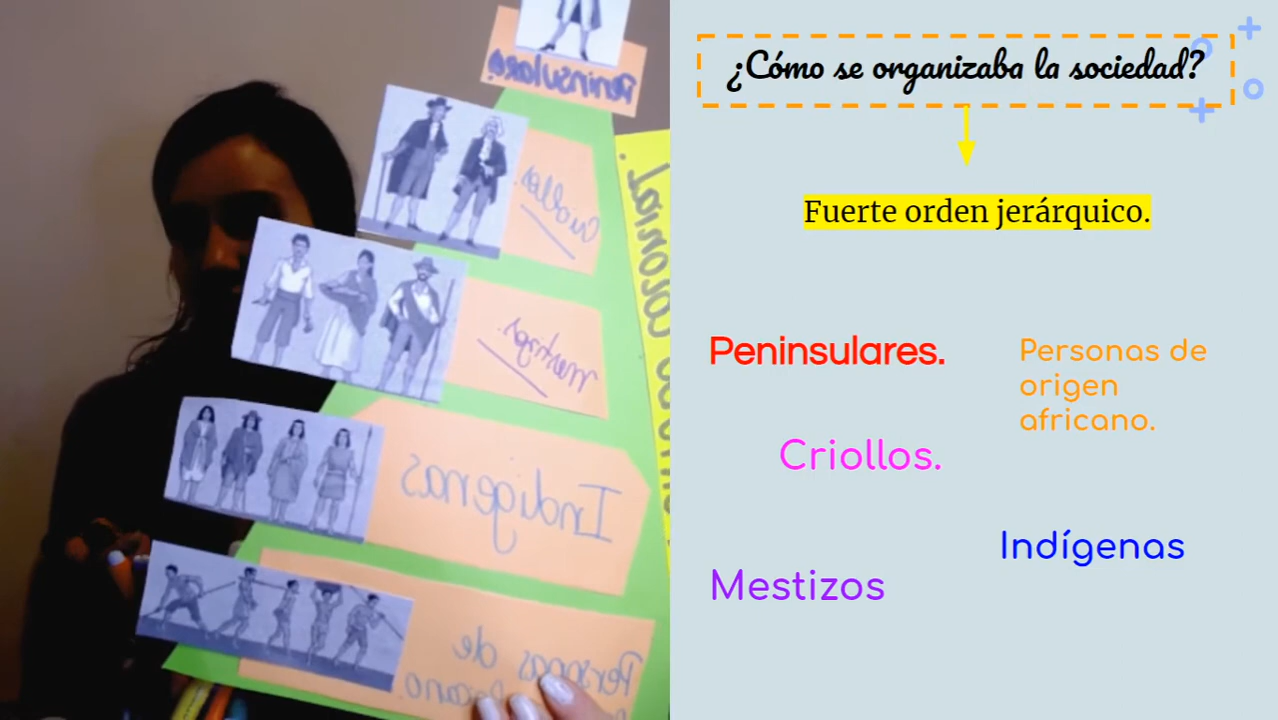 Peninsulares
Criollos.
mestizos.
Indigenas
Personas de
¿Cómo se organizaba la sociedad?
Fuerte orden jerárquico.
Peninsulares.
Personas de
origen
africano.
Criollos.
Indígenas
Mestizos